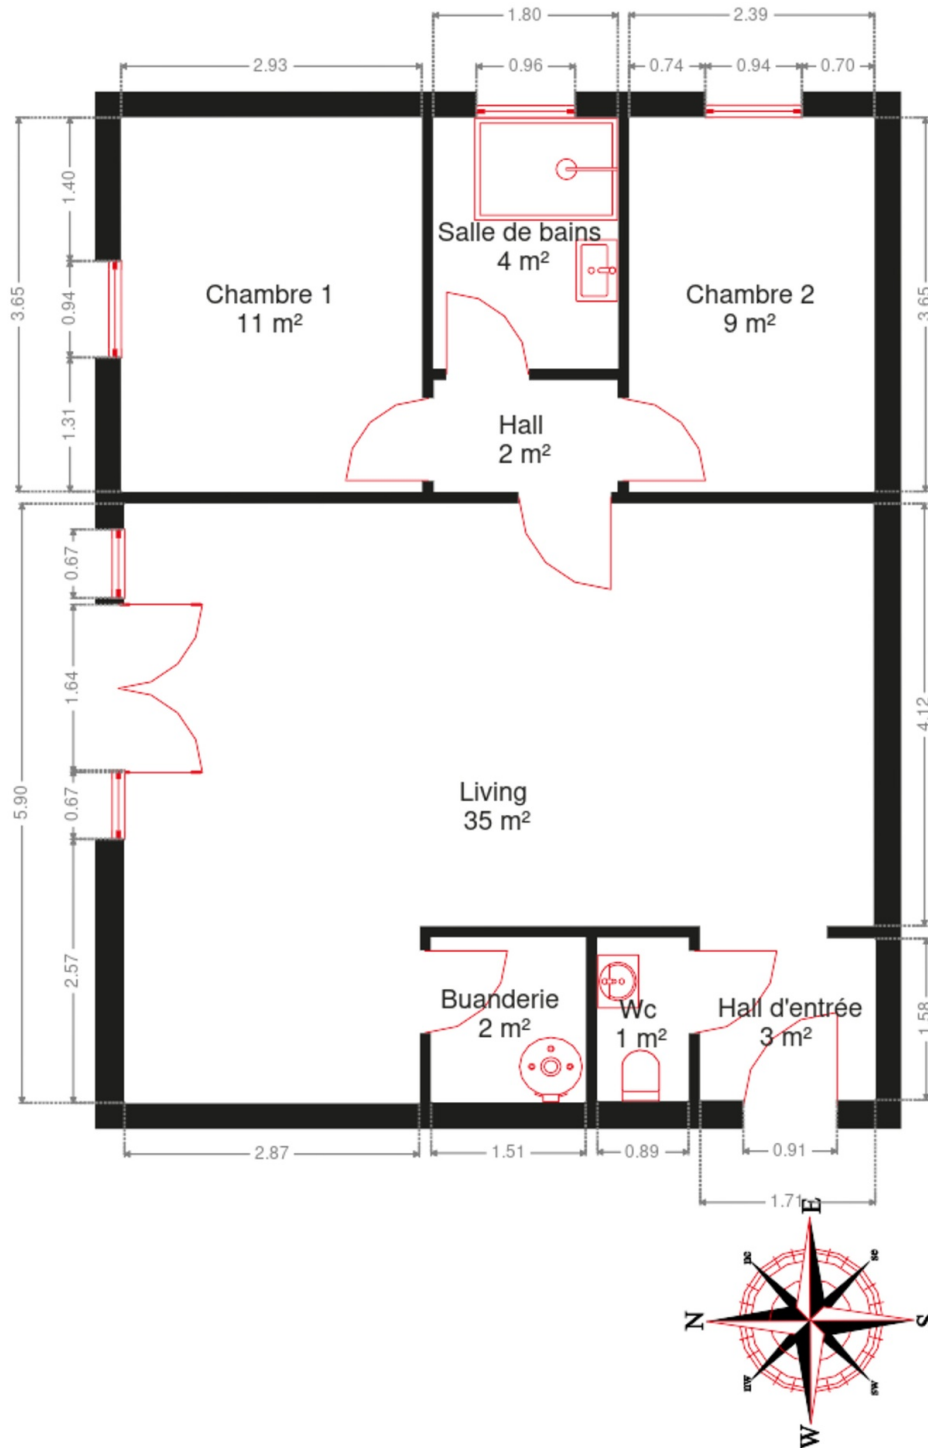 1.80
2.39
2.93
0.96
0.74
0.94
0.70
1.40
3.65
0.94
1.31
3.65
Salle de bains
4 m²
Chambre 1
11 m²
Chambre 2
9 m²
Hall
2 m²
0.67
1.64
0.67
5.90
2.57
4.12
Living
35 m²
Buanderie
2 m²
Wc
1 m²
Hall d'entrée
3 m²
1.58
2.87
1.51
0.89
0.91
1.71
E
se
S
sw
W
nw
N